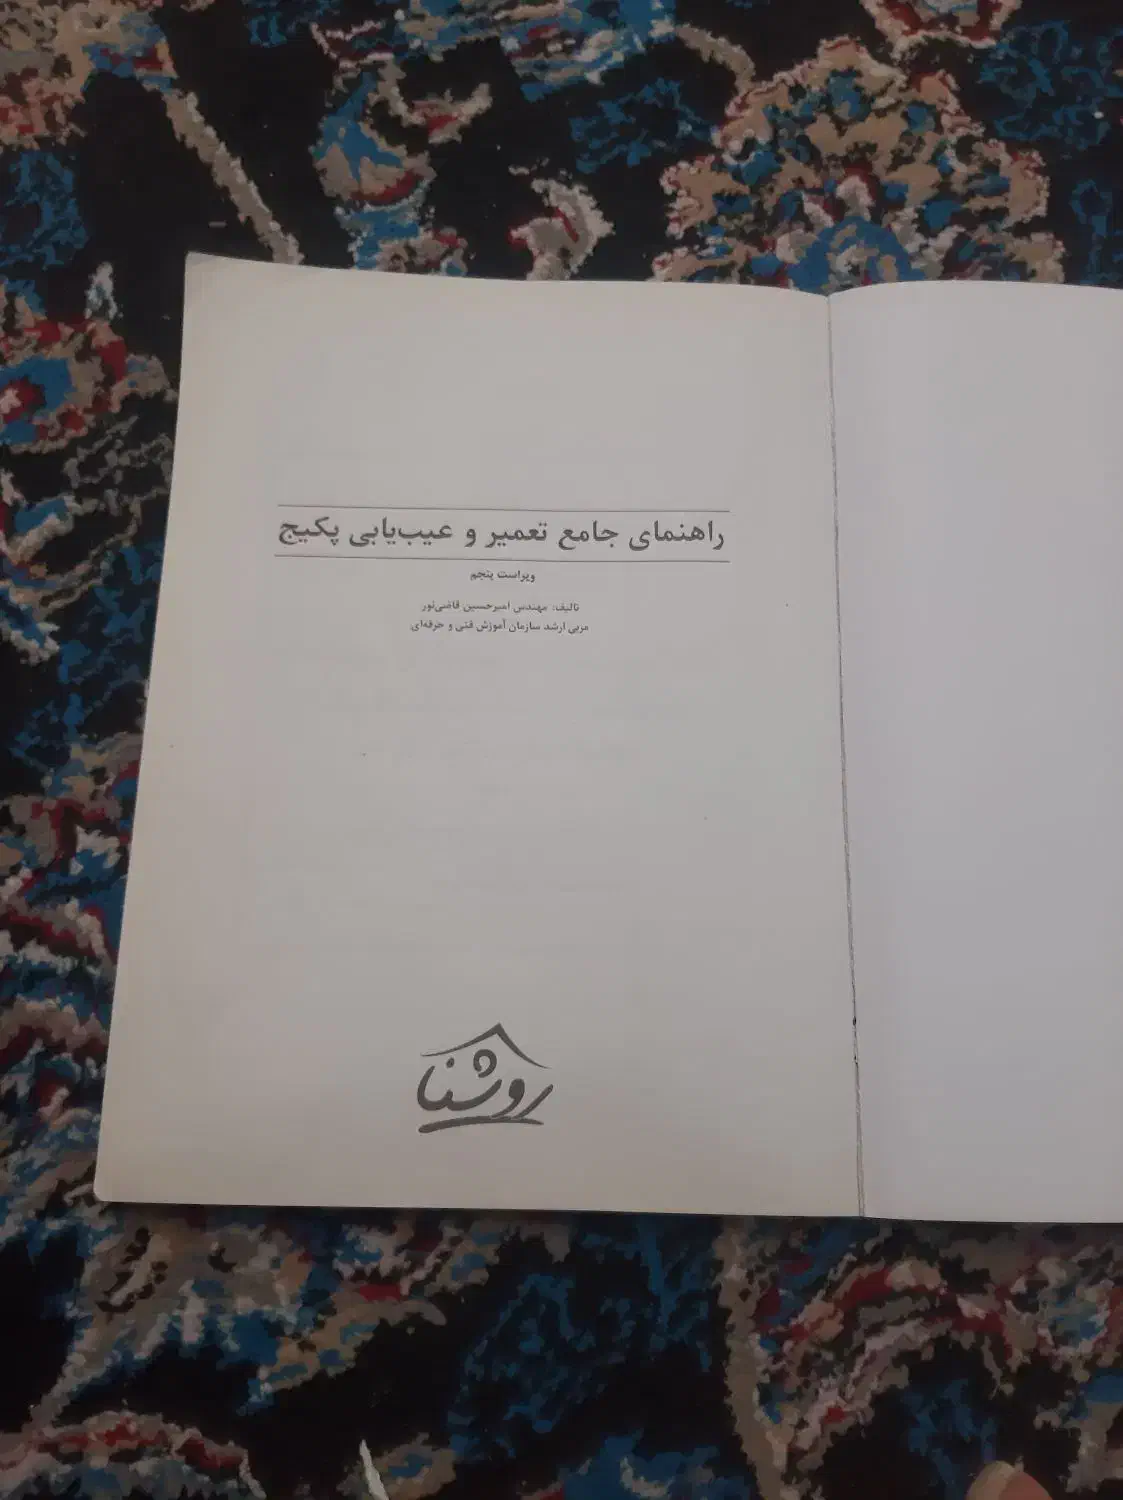 راهنمای جامع تعمیر و عیب‌یابی پکیج
ویراست پنجم
تالیف: مهندس امیرحسین قاضی‌نور
مربی ارشد سازمان آموزش فنی و حرفه‌ای
روشنا